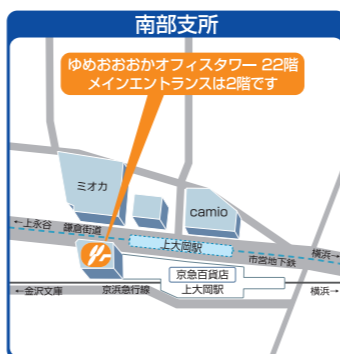 南部支所
ゆめおおおかオフィスタワー 22階
メインエントランスは2階です
ミオカ
camio
←上永谷 鎌倉街道
上大岡駅
市営地下鉄
横浜→
京急百貨店
上大岡駅
←金沢文庫
京浜急行線
横浜→